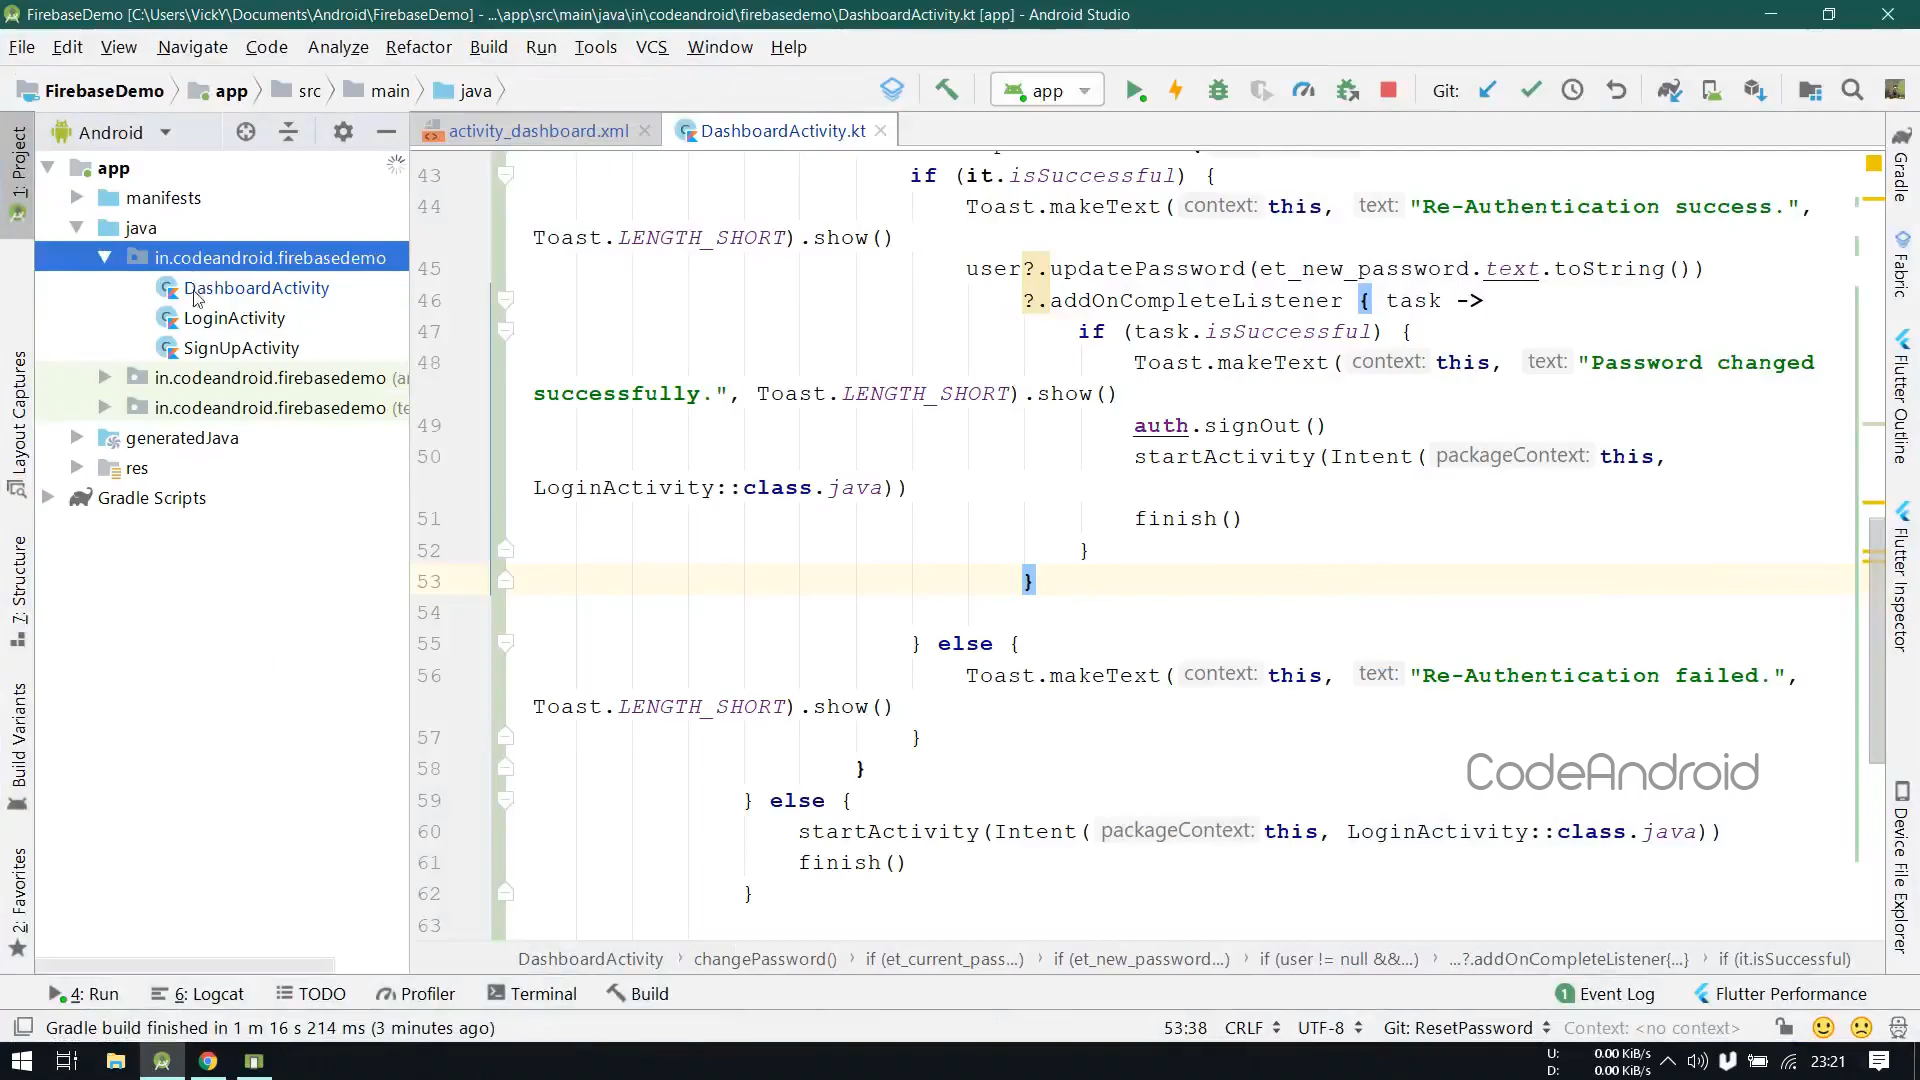 FirebaseDemo [C:\Users\VickY\Documents\Android\FirebaseDemo] - ...\app\src\main\java\in\codeandroid\firebasedemo\DashboardActivity.kt [app] - Android Studio
File Edit View Navigate Code Analyze Refactor Build Run Tools VCS Window Help
FirebaseDemo app src main java app Git:
Android activity_dashboard.xml DashboardActivity.kt
app
manifests
java
in.codeandroid.firebasedemo
DashboardActivity
LoginActivity
SignUpActivity
in.codeandroid.firebasedemo
in.codeandroid.firebasedemo (te
generatedJava
res
Gradle Scripts
1: Project
Layout Captures
7: Structure
Build Variants
2: Favorites
43 if (it.isSuccessful) {
44 Toast.makeText( context: this, text: "Re-Authentication success.",
Toast.LENGTH_SHORT).show()
45 user?.updatePassword(et_new_password.text.toString())
46 ?.addOnCompleteListener { task ->
47 if (task.isSuccessful) {
48 Toast.makeText( context: this, text: "Password changed
successfully.", Toast.LENGTH_SHORT).show()
49 auth.signOut()
50 startActivity(Intent( packageContext: this,
LoginActivity::class.java))
51 finish()
52 }
53 }
54
55 } else {
56 Toast.makeText( context: this, text: "Re-Authentication failed.",
Toast.LENGTH_SHORT).show()
57 }
58 }
59 } else {
60 startActivity(Intent( packageContext: this, LoginActivity::class.java))
61 finish()
62 }
63
CodeAndroid
Gradle
Fabric
Flutter Outline
Flutter Inspector
Device File Explorer
DashboardActivity › changePassword() › if (et_current_pass...) › if (et_new_password...) › if (user != null &&...) › ...?.addOnCompleteListener{...} › if (it.isSuccessful)
4: Run 6: Logcat TODO Profiler Terminal Build 1 Event Log Flutter Performance
Gradle build finished in 1 m 16 s 214 ms (3 minutes ago) 53:38 CRLF UTF-8 Git: ResetPassword Context: <no context>
U: 0.00 KiB/s
D: 0.00 KiB/s
23:21